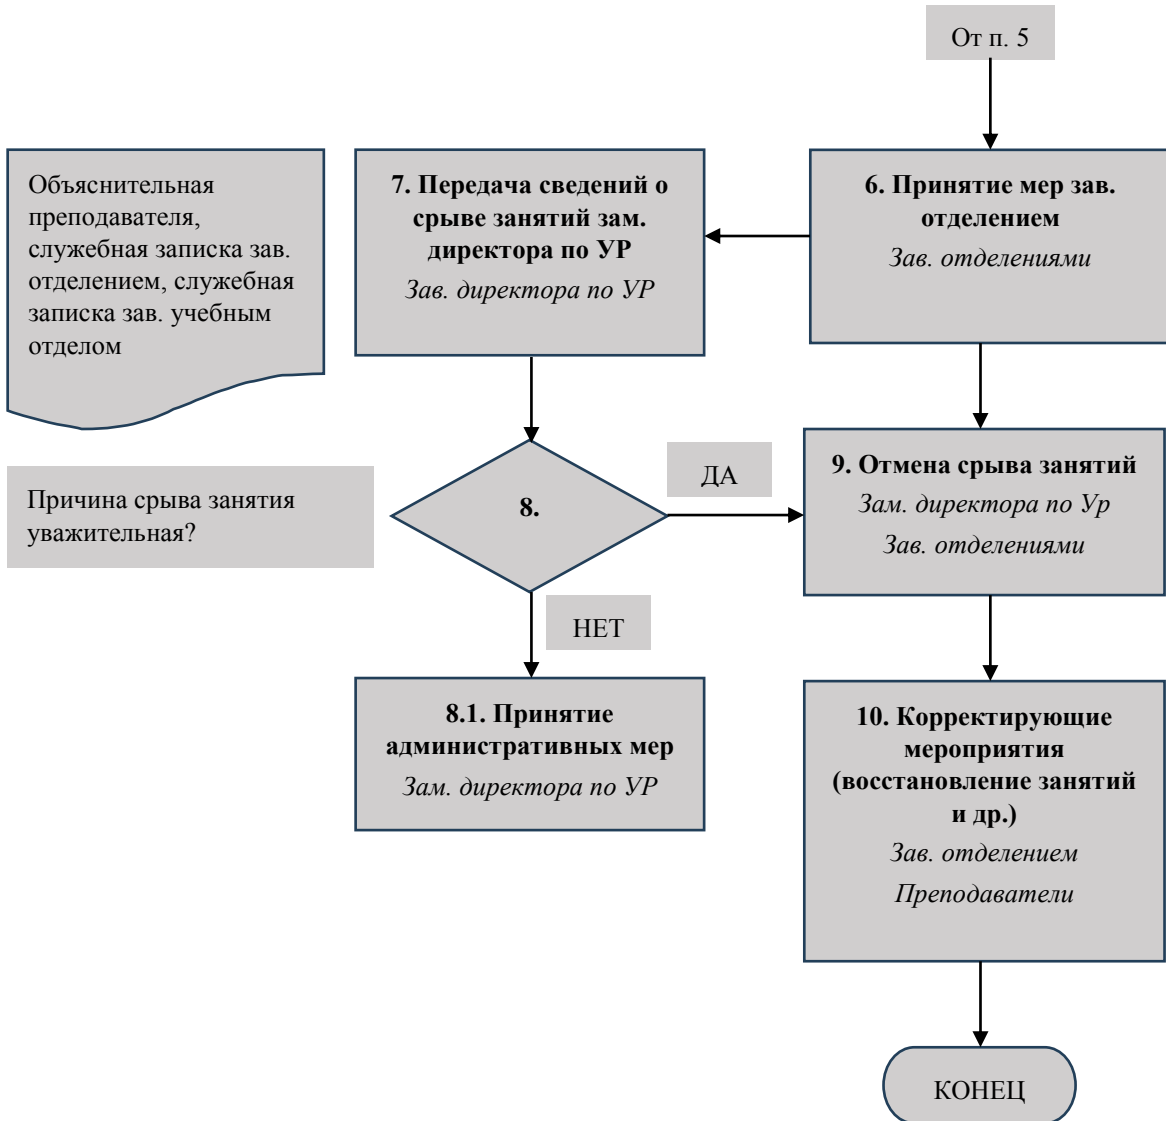 От п. 5
Объяснительная
преподавателя,
служебная записка зав.
отделением, служебная
записка зав. учебным
отделом
7. Передача сведений о
срыве занятий зам.
директора по УР
Зав. директора по УР
6. Принятие мер зав.
отделением
Зав. отделениями
Причина срыва занятия
уважительная?
8.
ДА
9. Отмена срыва занятий
Зам. директора по Ур
Зав. отделениями
НЕТ
8.1. Принятие
административных мер
Зам. директора по УР
10. Корректирующие
мероприятия
(восстановление занятий
и др.)
Зав. отделением
Преподаватели
КОНЕЦ